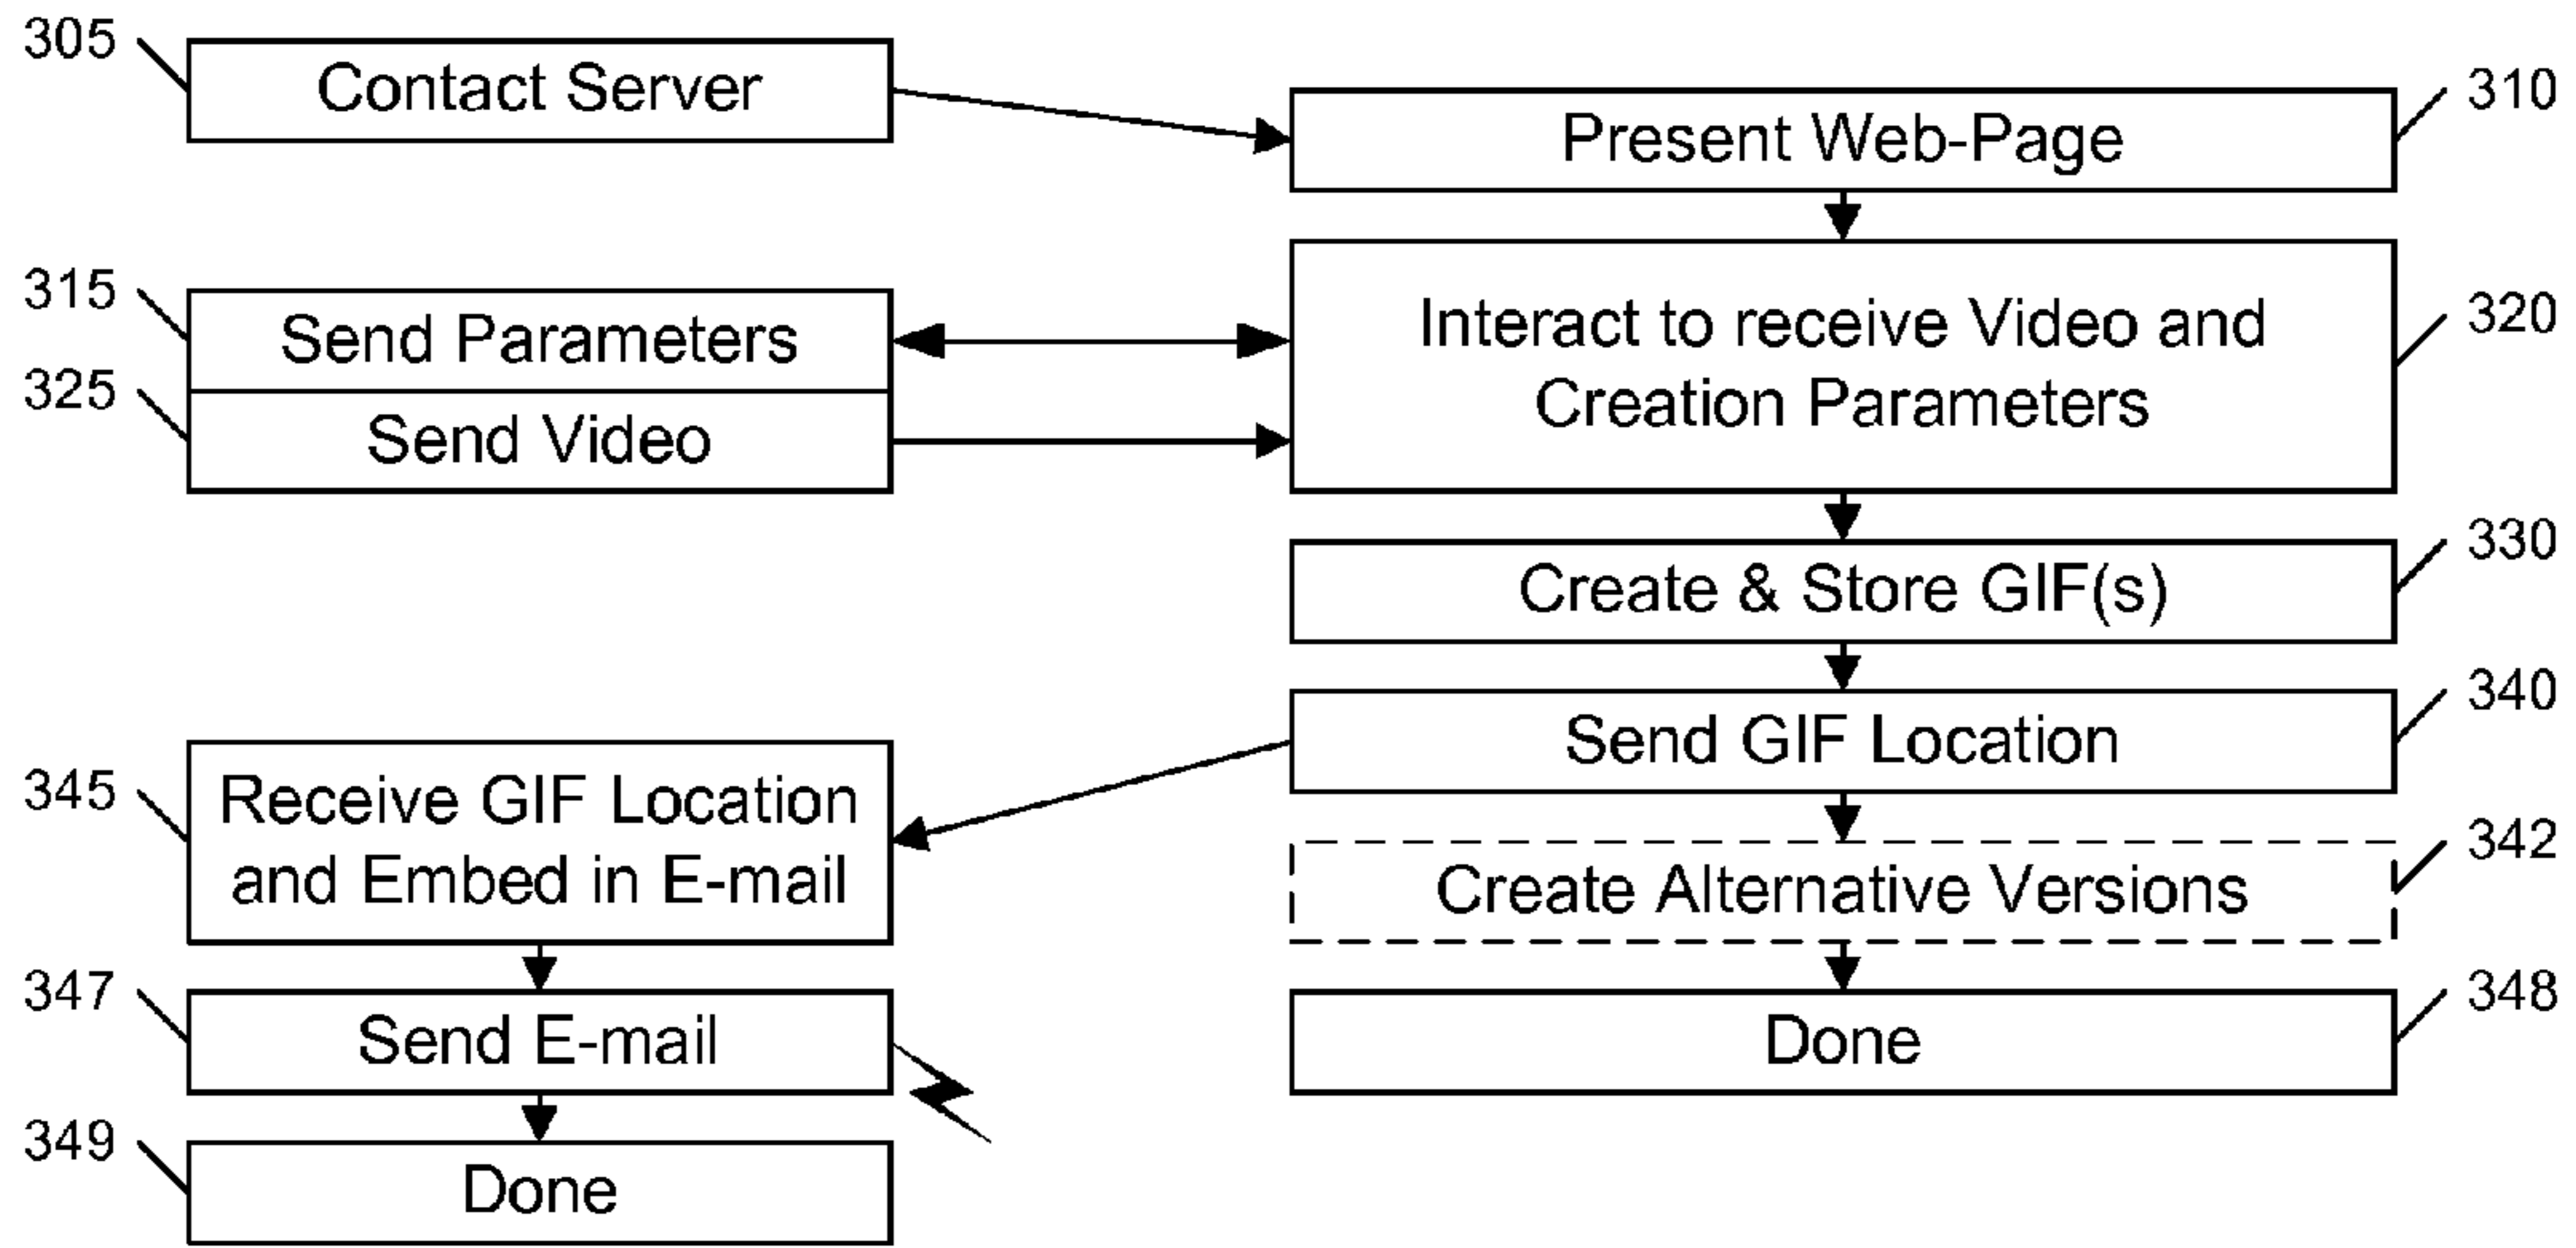 305
Contact Server
310
Present Web-Page
315
Send Parameters
320
Interact to receive Video and
Creation Parameters
325
Send Video
330
Create & Store GIF(s)
340
Send GIF Location
345
Receive GIF Location
and Embed in E-mail
342
Create Alternative Versions
347
Send E-mail
348
Done
349
Done